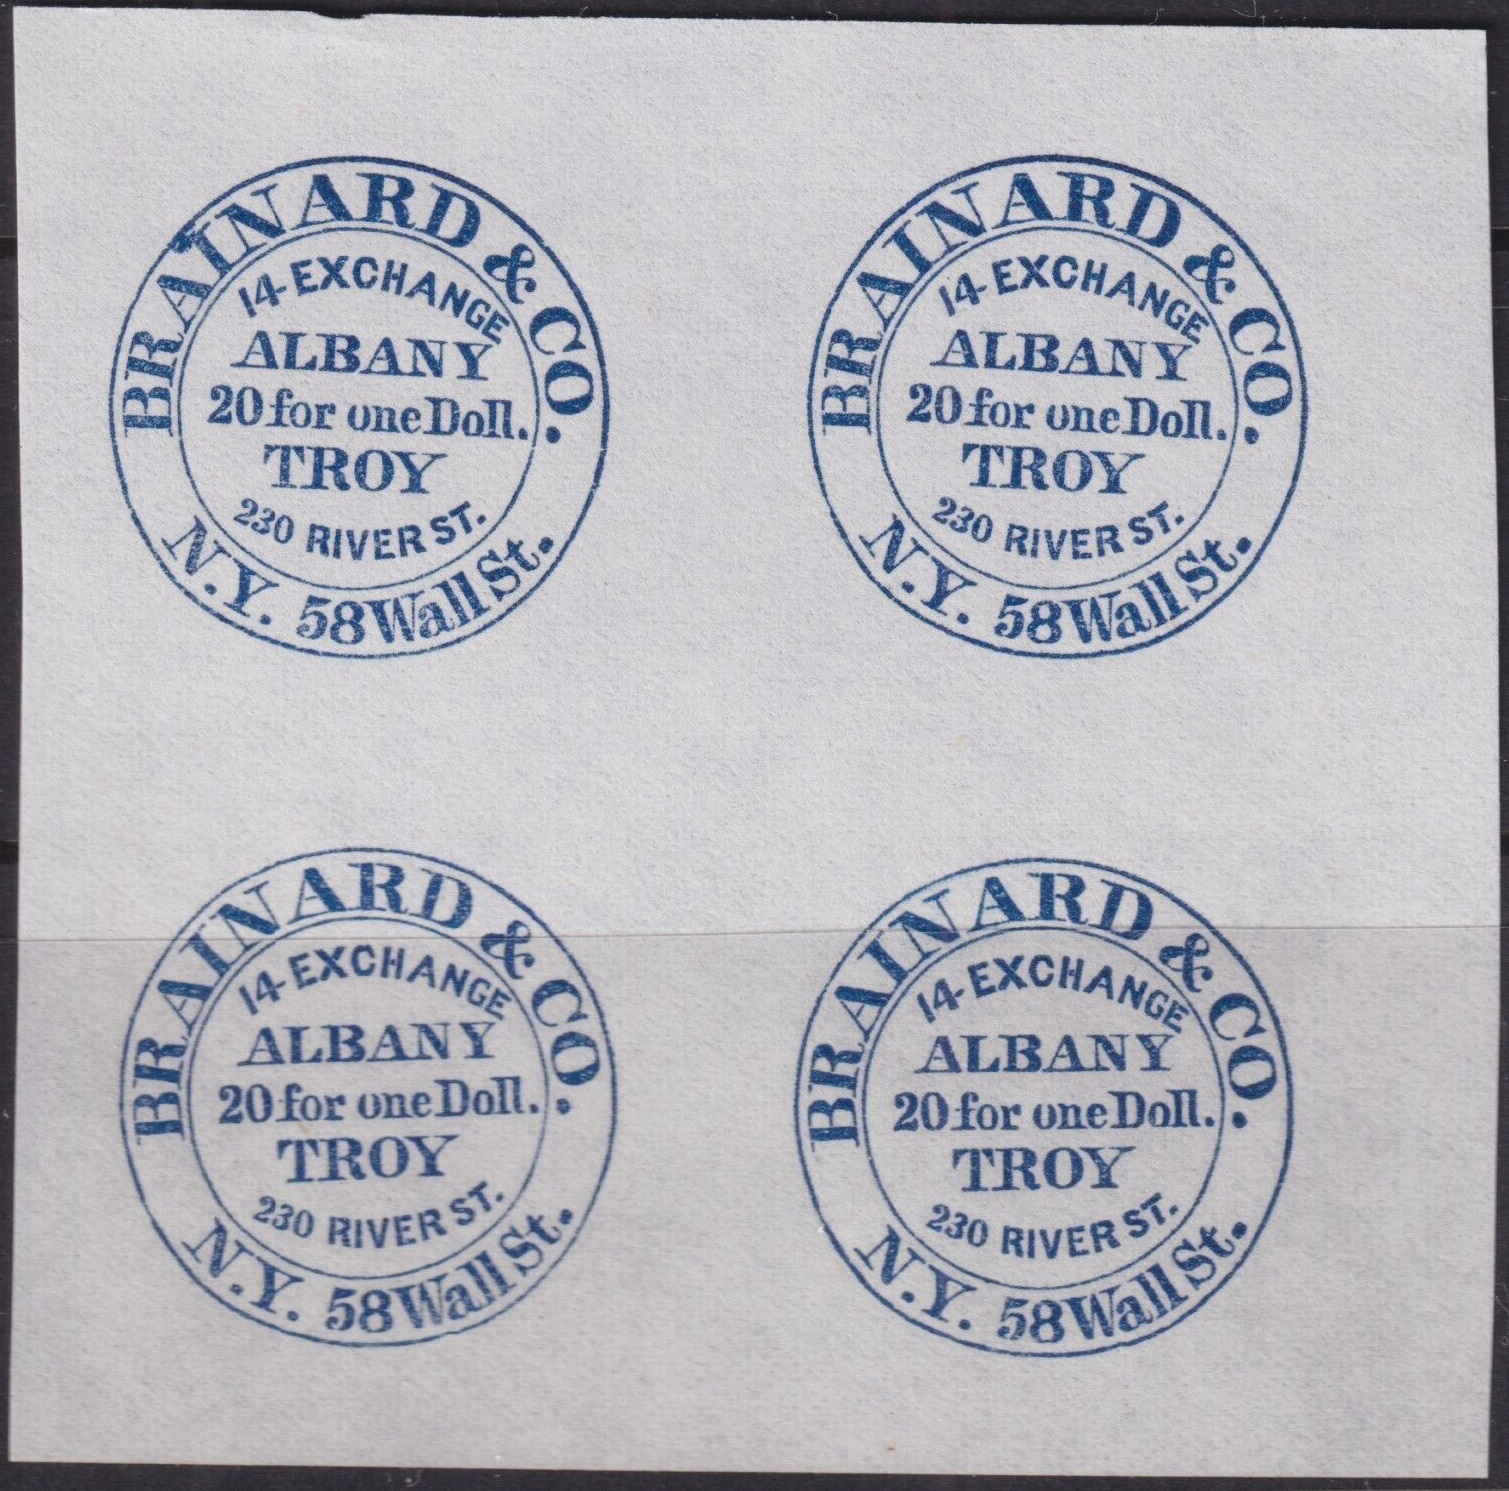 BRAINARD & CO.
14 EXCHANGE
ALBANY
20 for one Doll.
TROY
230 RIVER ST.
N.Y. 58 Wall St.
BRAINARD & CO.
14 EXCHANGE
ALBANY
20 for one Doll.
TROY
230 RIVER ST.
N.Y. 58 Wall St.
BRAINARD & CO.
14 EXCHANGE
ALBANY
20 for one Doll.
TROY
230 RIVER ST.
N.Y. 58 Wall St.
BRAINARD & CO.
14 EXCHANGE
ALBANY
20 for one Doll.
TROY
230 RIVER ST.
N.Y. 58 Wall St.